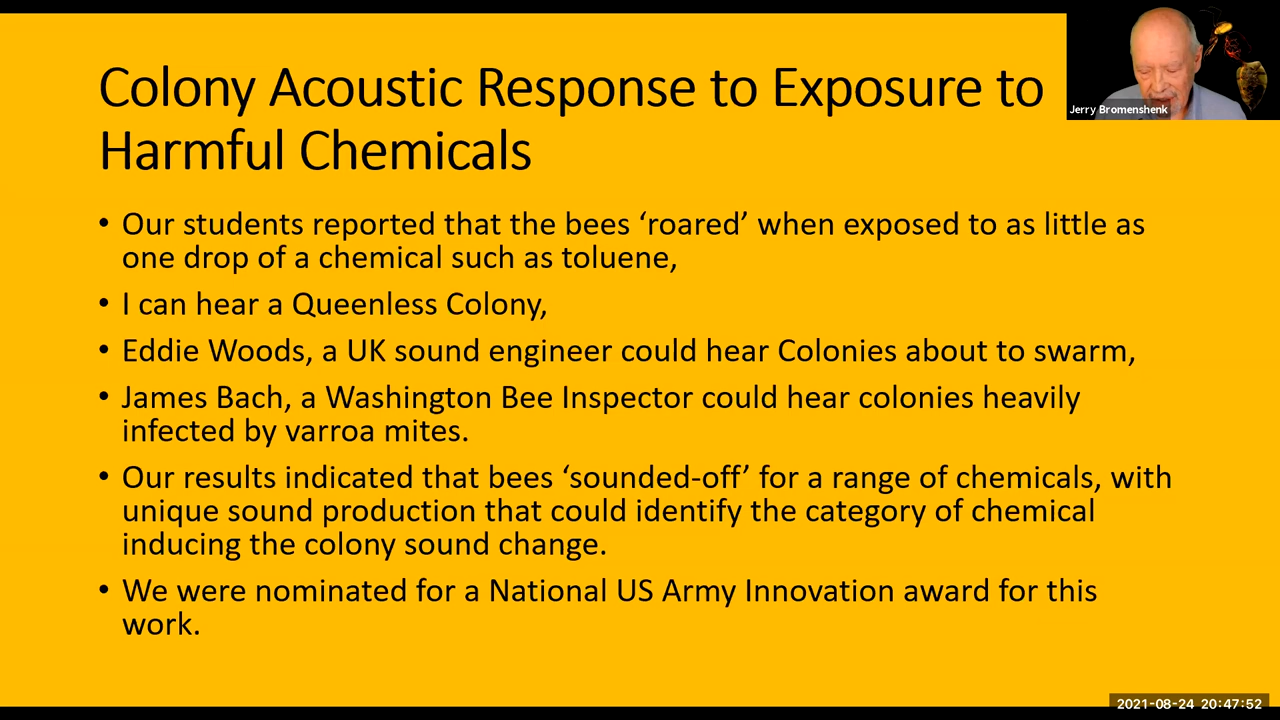 Colony Acoustic Response to Exposure to
Harmful Chemicals
Jerry Bromenshenk
• Our students reported that the bees ‘roared’ when exposed to as little as
one drop of a chemical such as toluene,
• I can hear a Queenless Colony,
• Eddie Woods, a UK sound engineer could hear Colonies about to swarm,
• James Bach, a Washington Bee Inspector could hear colonies heavily
infected by varroa mites.
• Our results indicated that bees ‘sounded-off’ for a range of chemicals, with
unique sound production that could identify the category of chemical
inducing the colony sound change.
• We were nominated for a National US Army Innovation award for this
work.
2021-08-24 20:47:52